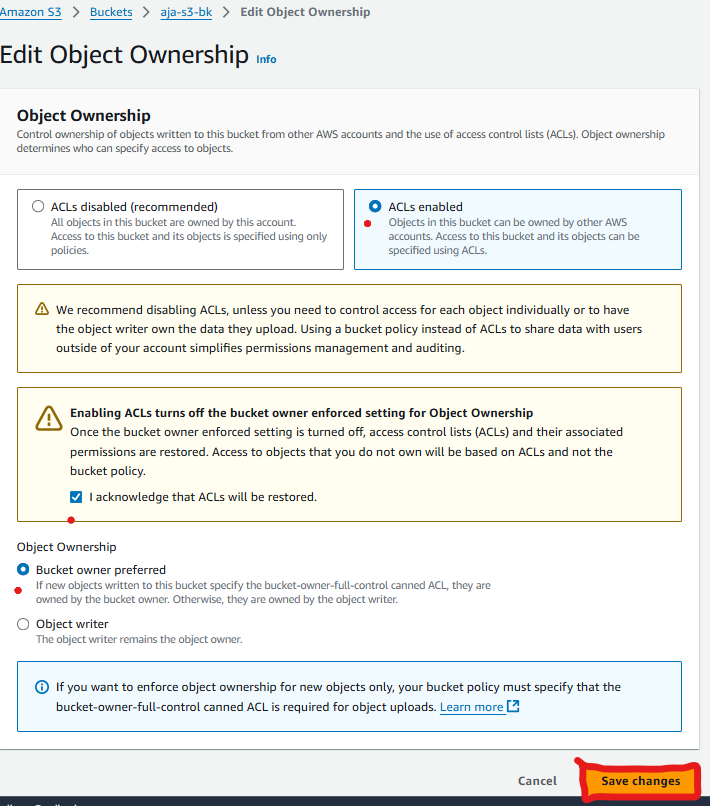 Amazon S3 > Buckets > aja-s3-bk > Edit Object Ownership
Edit Object Ownership Info
Object Ownership
Control ownership of objects written to this bucket from other AWS accounts and the use of access control lists (ACLs). Object ownership
determines who can specify access to objects.
ACLs disabled (recommended)
All objects in this bucket are owned by this account.
Access to this bucket and its objects is specified using only
policies.
ACLs enabled
Objects in this bucket can be owned by other AWS
accounts. Access to this bucket and its objects can be
specified using ACLs.
We recommend disabling ACLs, unless you need to control access for each object individually or to have
the object writer own the data they upload. Using a bucket policy instead of ACLs to share data with users
outside of your account simplifies permissions management and auditing.
Enabling ACLs turns off the bucket owner enforced setting for Object Ownership
Once the bucket owner enforced setting is turned off, access control lists (ACLs) and their associated
permissions are restored. Access to objects that you do not own will be based on ACLs and not the
bucket policy.
I acknowledge that ACLs will be restored.
Object Ownership
Bucket owner preferred
If new objects written to this bucket specify the bucket-owner-full-control canned ACL, they are
owned by the bucket owner. Otherwise, they are owned by the object writer.
Object writer
The object writer remains the object owner.
If you want to enforce object ownership for new objects only, your bucket policy must specify that the
bucket-owner-full-control canned ACL is required for object uploads. Learn more
Cancel
Save changes